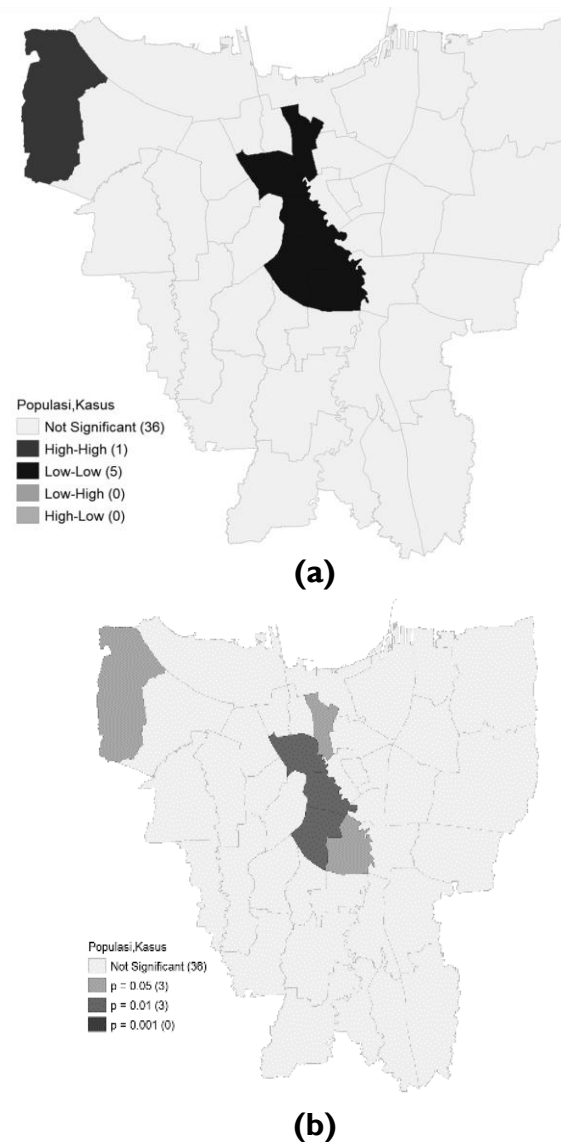 Populasi,Kasus
Not Significant (36)
High-High (1)
Low-Low (5)
Low-High (0)
High-Low (0)
(a)
Populasi,Kasus
Not Significant (36)
p = 0.05 (3)
p = 0.01 (3)
p = 0.001 (0)
(b)